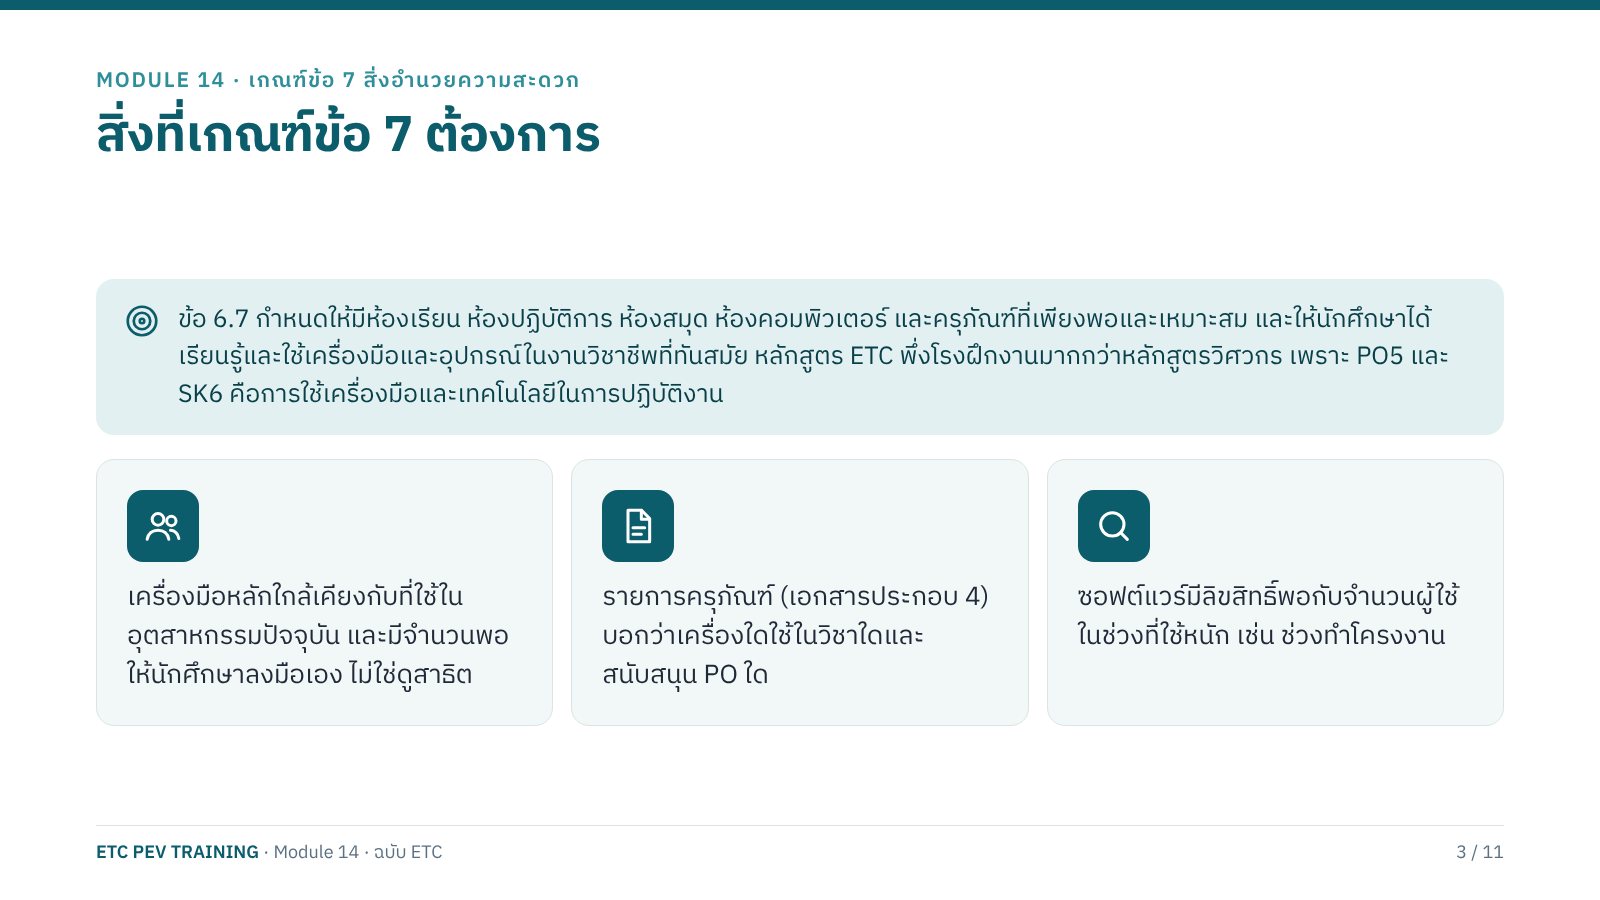 MODULE 14 · เกณฑ์ข้อ 7 สิ่งอำนวยความสะดวก
สิ่งที่เกณฑ์ข้อ 7 ต้องการ
ข้อ 6.7 กำหนดให้มีห้องเรียน ห้องปฏิบัติการ ห้องสมุด ห้องคอมพิวเตอร์ และครุภัณฑ์ที่เพียงพอและเหมาะสม และให้นักศึกษาได้
เรียนรู้และใช้เครื่องมือและอุปกรณ์ในงานวิชาชีพที่ทันสมัย หลักสูตร ETC พึ่งโรงฝึกงานมากกว่าหลักสูตรวิศวกร เพราะ PO5 และ
SK6 คือการใช้เครื่องมือและเทคโนโลยีในการปฏิบัติงาน
เครื่องมือหลักใกล้เคียงกับที่ใช้ใน
อุตสาหกรรมปัจจุบัน และมีจำนวนพอ
ให้นักศึกษาลงมือเอง ไม่ใช่ดูสาธิต
รายการครุภัณฑ์ (เอกสารประกอบ 4)
บอกว่าเครื่องใดใช้ในวิชาใดและ
สนับสนุน PO ใด
ซอฟต์แวร์มีลิขสิทธิ์พอกับจำนวนผู้ใช้
ในช่วงที่ใช้หนัก เช่น ช่วงทำโครงงาน
ETC PEV TRAINING · Module 14 · ฉบับ ETC
3 / 11